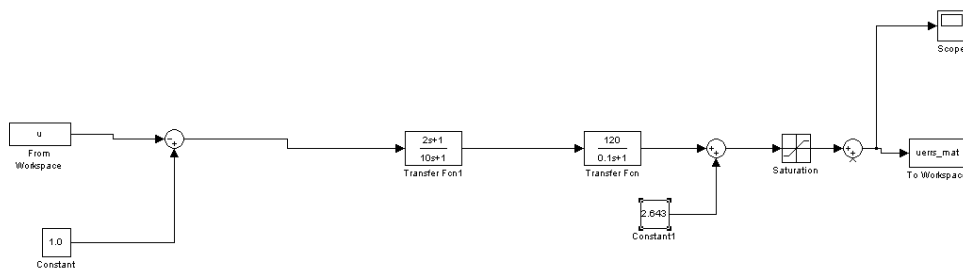 Scope
u
From
Workspace
2s+1
10s+1
Transfer Fcn1
120
0.1s+1
Transfer Fcn
Saturation
uerrs_mat
To Workspace
2.643
Constant1
1.0
Constant